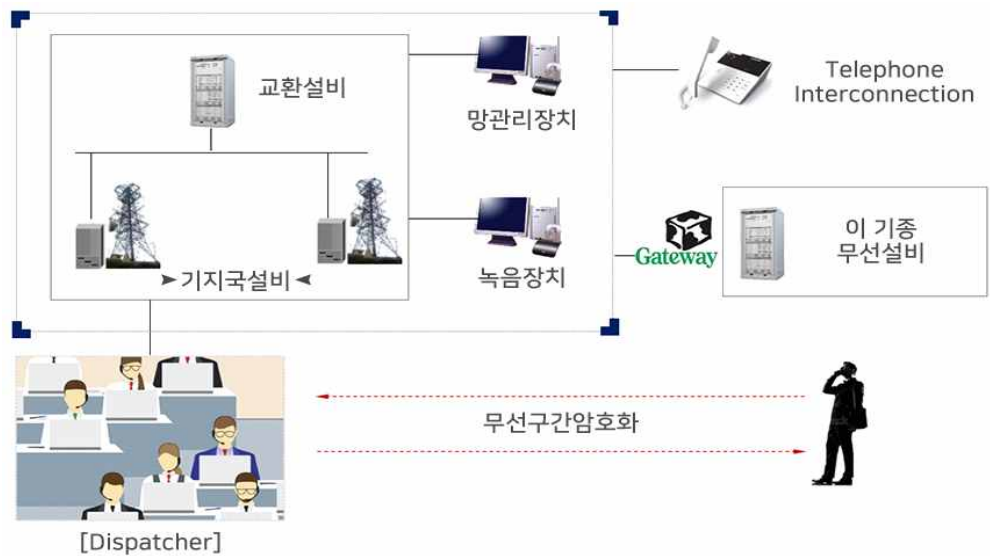 교환설비
망관리장치
Telephone
Interconnection
기지국설비
녹음장치
Gateway
이 기종
무선설비
무선구간암호화
[Dispatcher]